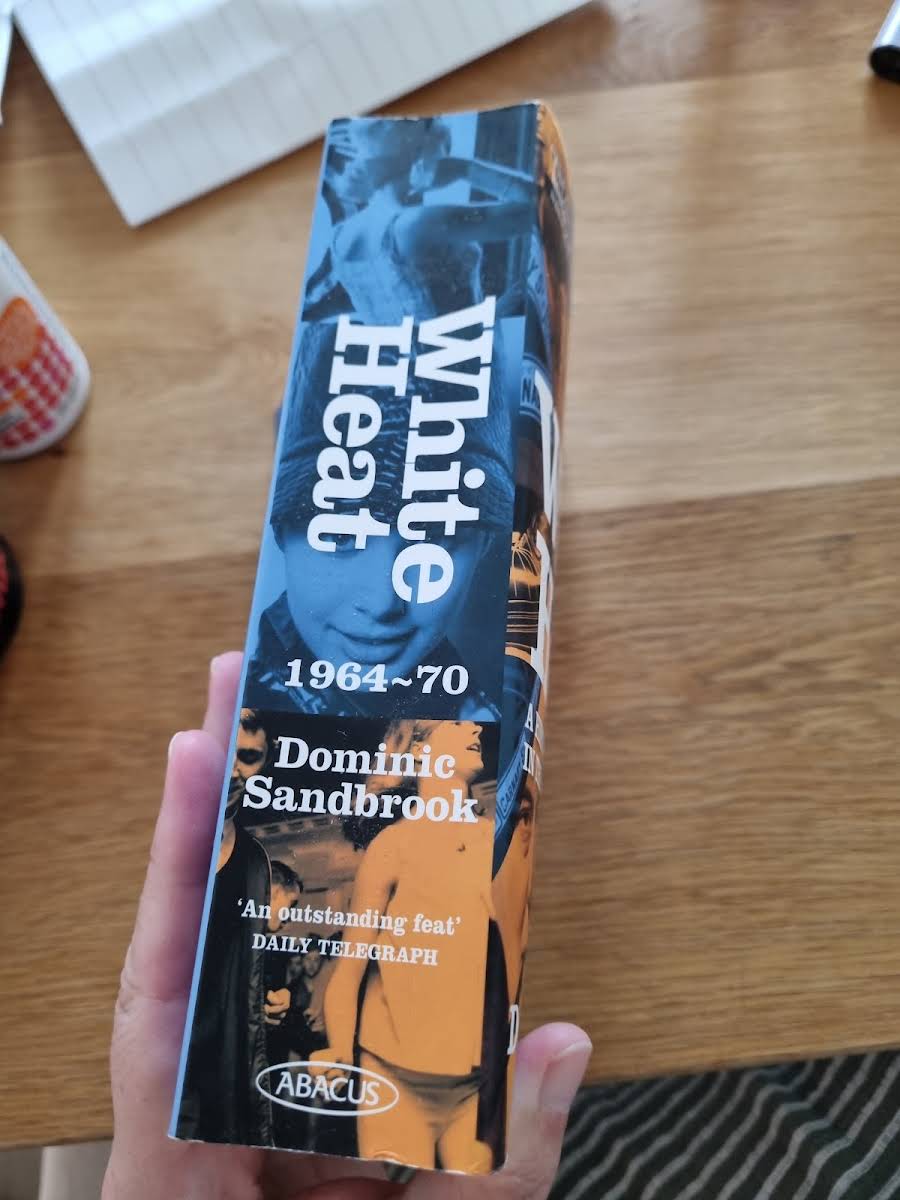 White
Heat
1964~70
Dominic
Sandbrook
‘An outstanding feat’
DAILY TELEGRAPH
ABACUS